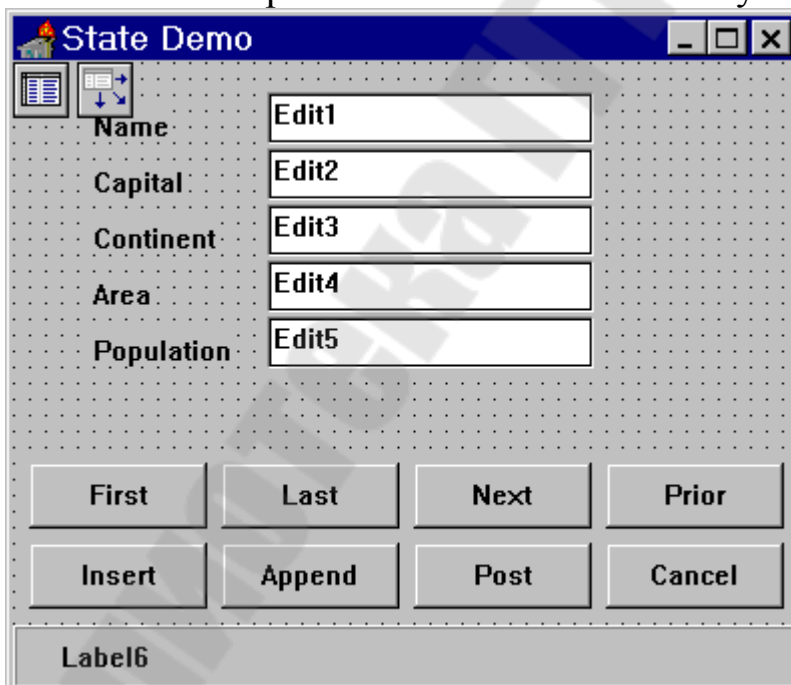 State Demo
Name Edit1
Capital Edit2
Continent Edit3
Area Edit4
Population Edit5
First Last Next Prior
Insert Append Post Cancel
Label6